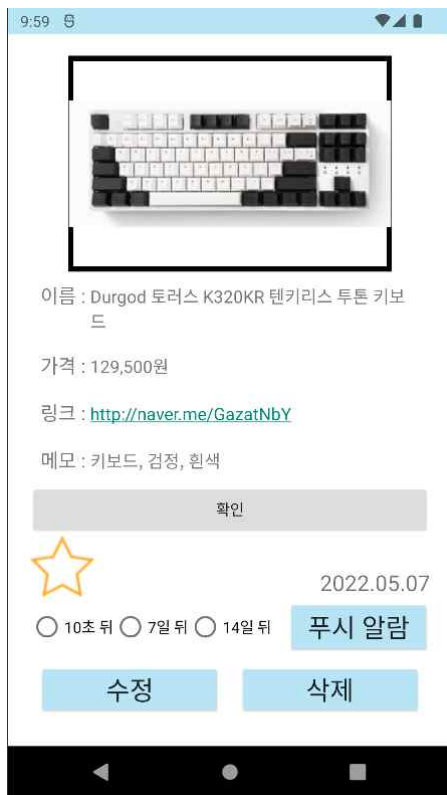 9:59
이름 : Durgod 토러스 K320KR 텐키리스 투톤 키보
드
가격 : 129,500원
링크 : http://naver.me/GazatNbY
메모 : 키보드, 검정, 흰색
확인
2022.05.07
10초 뒤 7일 뒤 14일 뒤 푸시 알람
수정 삭제